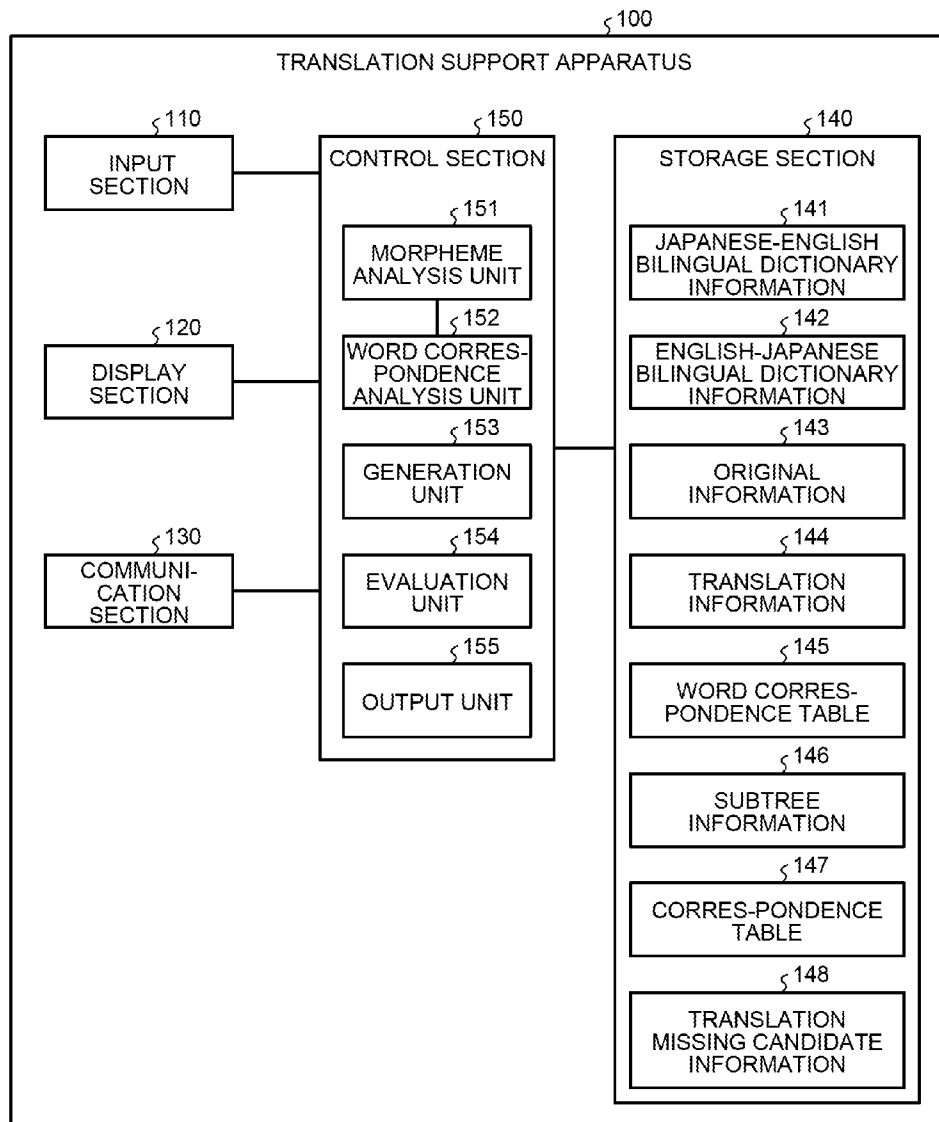 100
TRANSLATION SUPPORT APPARATUS
110
INPUT
SECTION
120
DISPLAY
SECTION
130
COMMUNI-
CATION
SECTION
150
CONTROL SECTION
151
MORPHEME
ANALYSIS UNIT
152
WORD CORRES-
PONDENCE
ANALYSIS UNIT
153
GENERATION
UNIT
154
EVALUATION
UNIT
155
OUTPUT UNIT
140
STORAGE SECTION
141
JAPANESE-ENGLISH
BILINGUAL DICTIONARY
INFORMATION
142
ENGLISH-JAPANESE
BILINGUAL DICTIONARY
INFORMATION
143
ORIGINAL
INFORMATION
144
TRANSLATION
INFORMATION
145
WORD CORRES-
PONDENCE TABLE
146
SUBTREE
INFORMATION
147
CORRES-PONDENCE
TABLE
148
TRANSLATION
MISSING CANDIDATE
INFORMATION